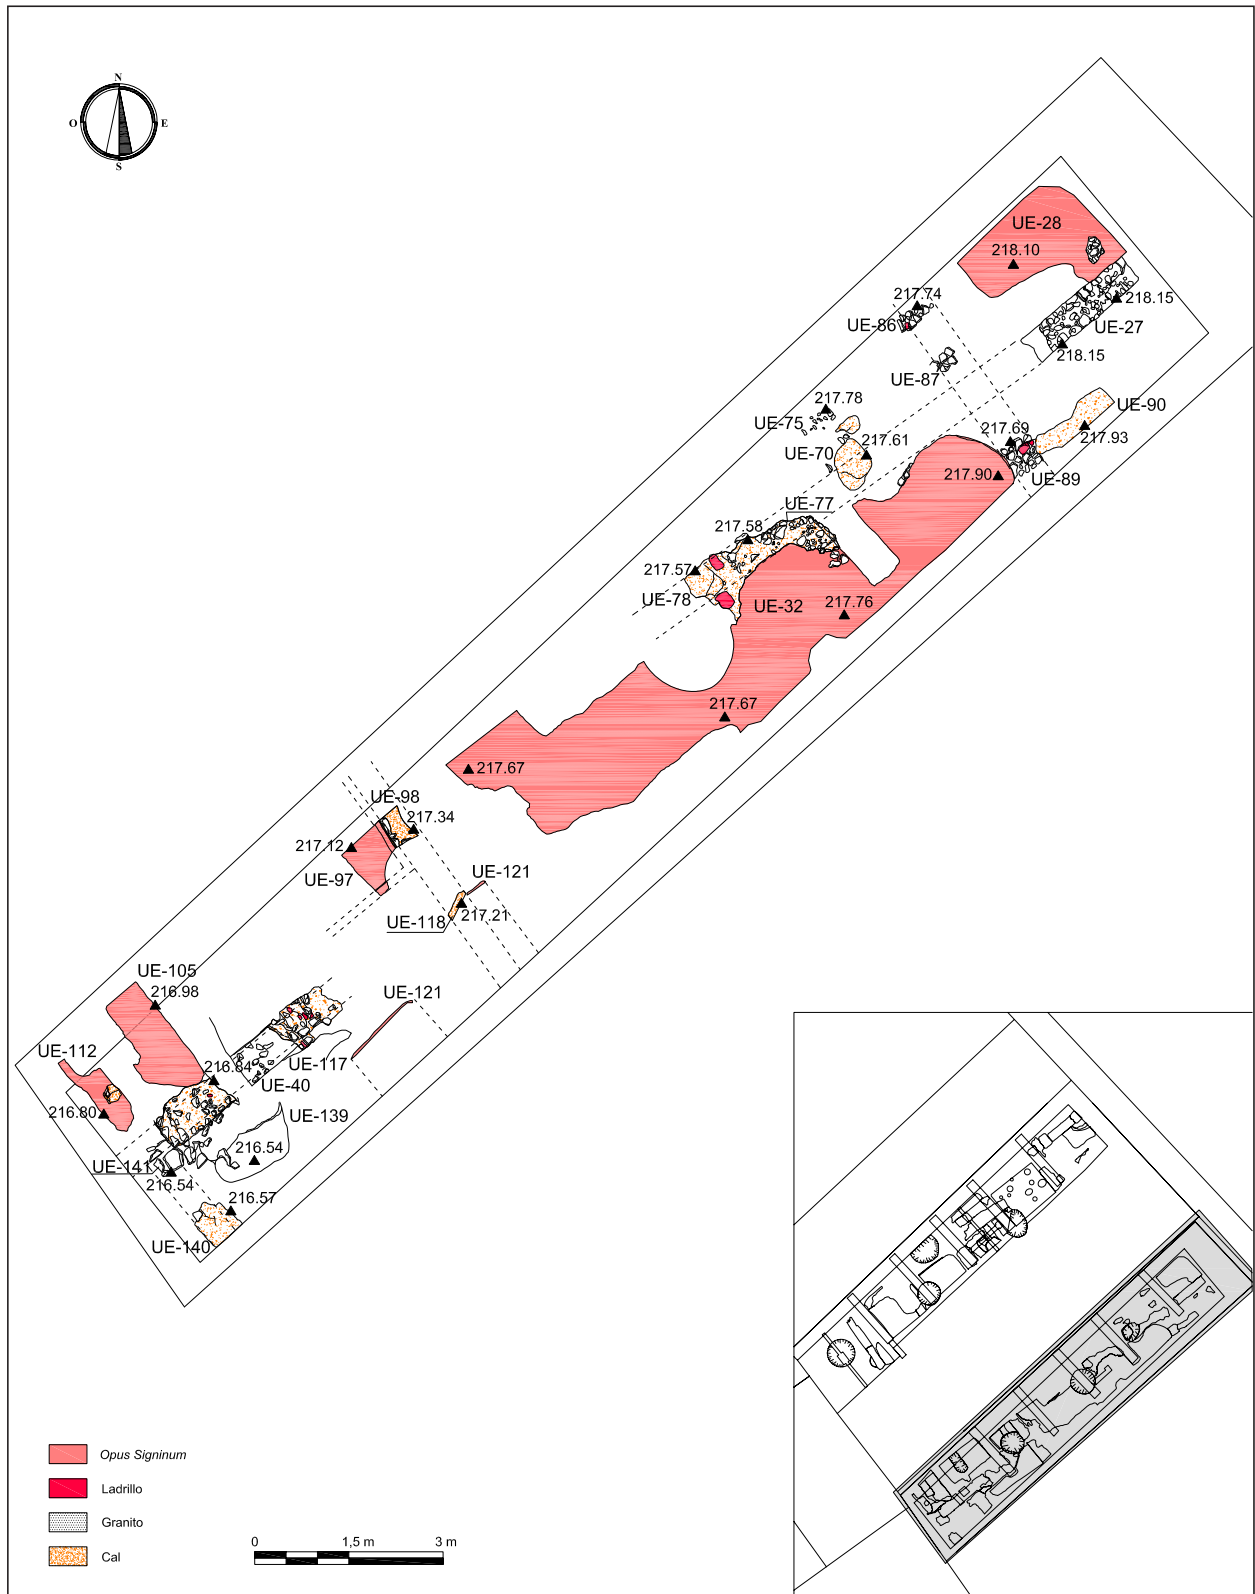 N
O
E
S
UE-28
218.10
217.74
218.15
UE-86
UE-27
218.15
UE-87
217.78
UE-90
UE-75
217.69
217.93
217.61
UE-70
217.90
UE-89
UE-77
217.58
217.57
UE-78
UE-32
217.76
217.67
217.67
UE-98
217.34
217.12
UE-97
UE-121
217.21
UE-118
UE-105
216.98
UE-121
UE-112
216.84
UE-117
UE-40
216.80
UE-139
216.54
UE-141
216.54
216.57
UE-140
Opus Signinum
Ladrillo
Granito
Cal
0 1,5 m 3 m